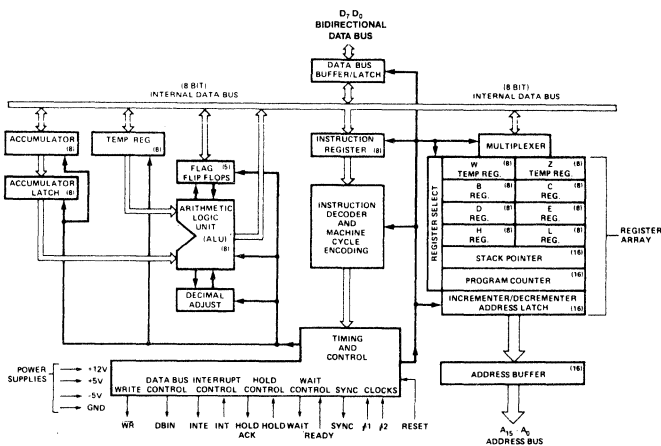 D7 D0
BIDIRECTIONAL
DATA BUS
DATA BUS
BUFFER/LATCH
(8 BIT)
INTERNAL DATA BUS
(8 BIT)
INTERNAL DATA BUS
ACCUMULATOR
(8)
TEMP REG
(8)
INSTRUCTION
REGISTER (8)
MULTIPLEXER
ACCUMULATOR
LATCH (8)
FLAG (5)
FLIP FLOPS
ARITHMETIC
LOGIC
UNIT
(ALU)
(8)
DECIMAL
ADJUST
INSTRUCTION
DECODER
AND
MACHINE
CYCLE
ENCODING
REGISTER SELECT
W (8)
TEMP REG.
Z (8)
TEMP REG.
B (8)
REG.
C (8)
REG.
D (8)
REG.
E (8)
REG.
H (8)
REG.
L (8)
REG.
STACK POINTER (16)
PROGRAM COUNTER (16)
INCREMENTER/DECREMENTER
ADDRESS LATCH (16)
REGISTER
ARRAY
TIMING
AND
CONTROL
ADDRESS BUFFER (16)
A15 A0
ADDRESS BUS
POWER
SUPPLIES
+12V
+5V
-5V
GND
WRITE
DATA BUS
CONTROL
INTERRUPT
CONTROL
HOLD
CONTROL
WAIT
CONTROL
SYNC
CLOCKS
WR
DBIN
INTE
INT
HOLD
ACK
HOLD
WAIT
READY
SYNC
ϕ1
ϕ2
RESET